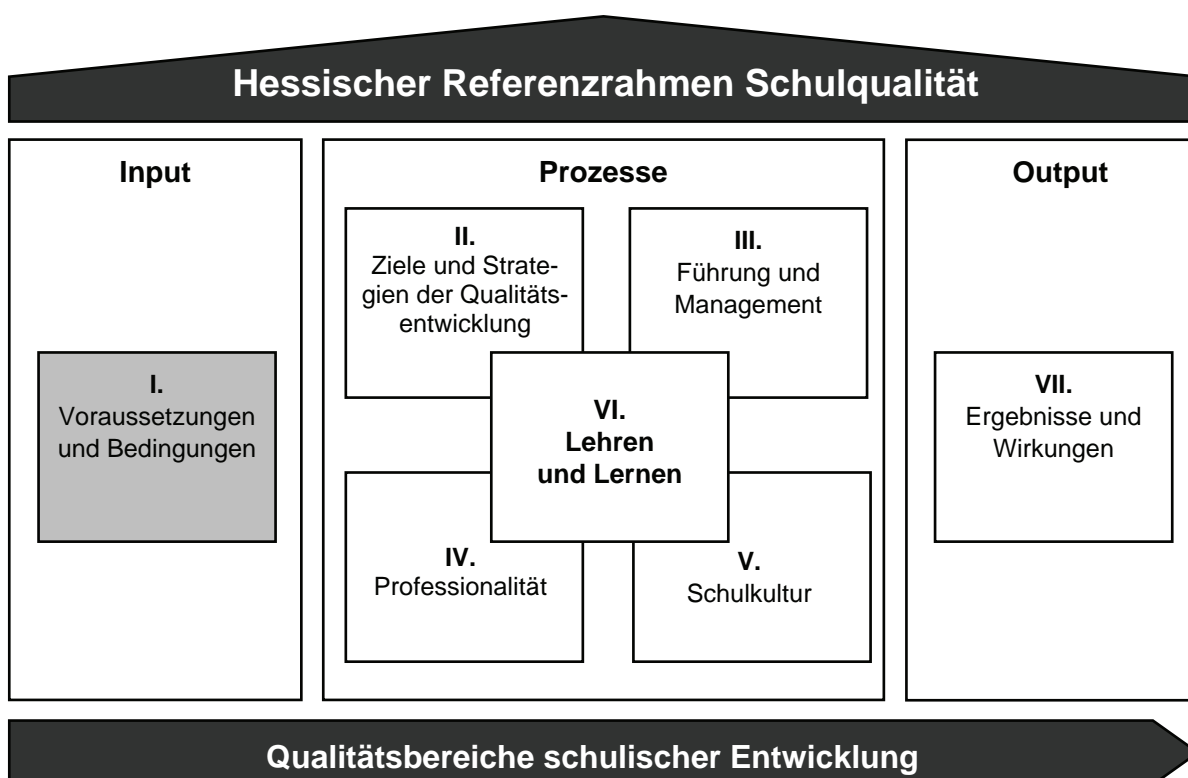 Hessischer Referenzrahmen Schulqualität
Input
I.
Voraussetzungen
und Bedingungen
Prozesse
II.
Ziele und Strate-
gien der Qualitäts-
entwicklung
III.
Führung und
Management
VI.
Lehren
und Lernen
IV.
Professionalität
V.
Schulkultur
Output
VII.
Ergebnisse und
Wirkungen
Qualitätsbereiche schulischer Entwicklung